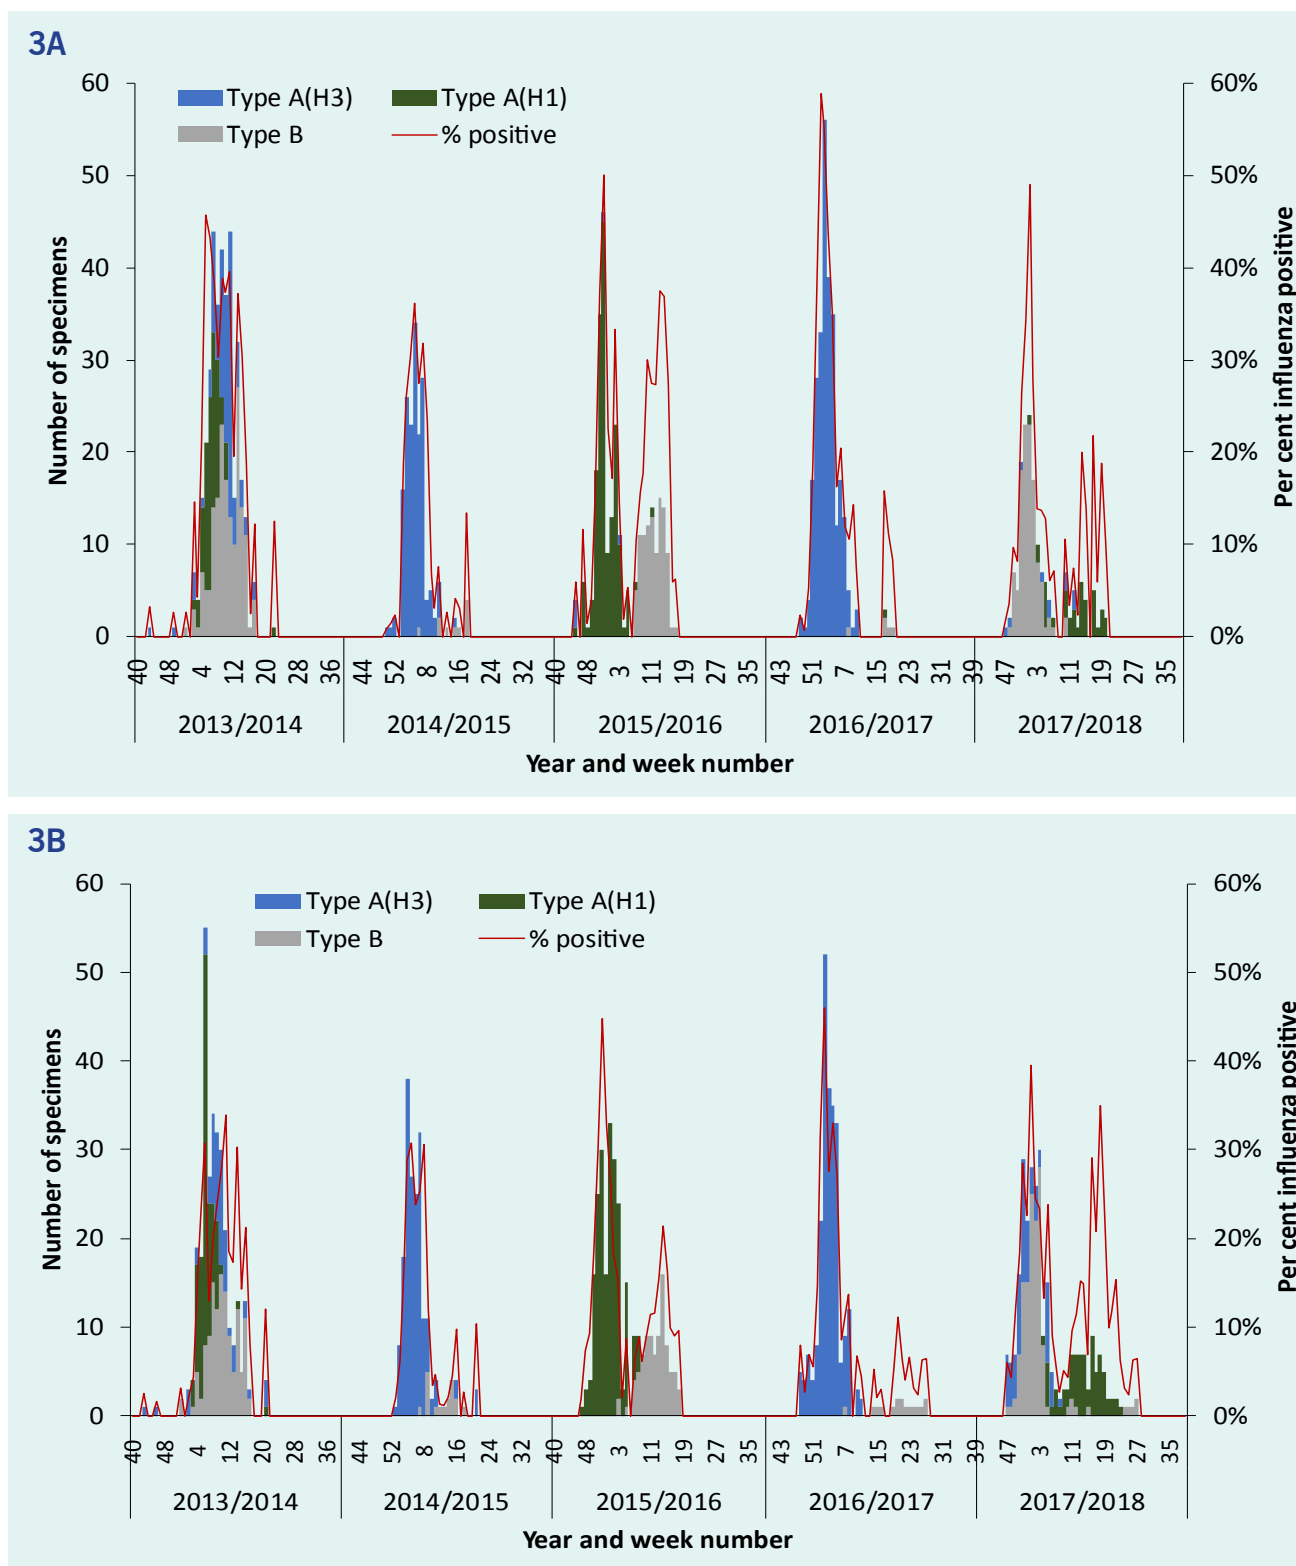 3A
Type A(H3) Type A(H1)
Type B % positive
60 60%
50 50%
40 40%
30 30%
20 20%
10 10%
0 0%
Number of specimens
Per cent influenza positive
40 48 4 12 20 28 36 44 52 8 16 24 32 40 48 3 11 19 27 35 43 51 7 15 23 31 39 47 3 11 19 27 35
2013/2014 2014/2015 2015/2016 2016/2017 2017/2018
Year and week number
3B
Type A(H3) Type A(H1)
Type B % positive
60 60%
50 50%
40 40%
30 30%
20 20%
10 10%
0 0%
Number of specimens
Per cent influenza positive
40 48 4 12 20 28 36 44 52 8 16 24 32 40 48 3 11 19 27 35 43 51 7 15 23 31 39 47 3 11 19 27 35
2013/2014 2014/2015 2015/2016 2016/2017 2017/2018
Year and week number